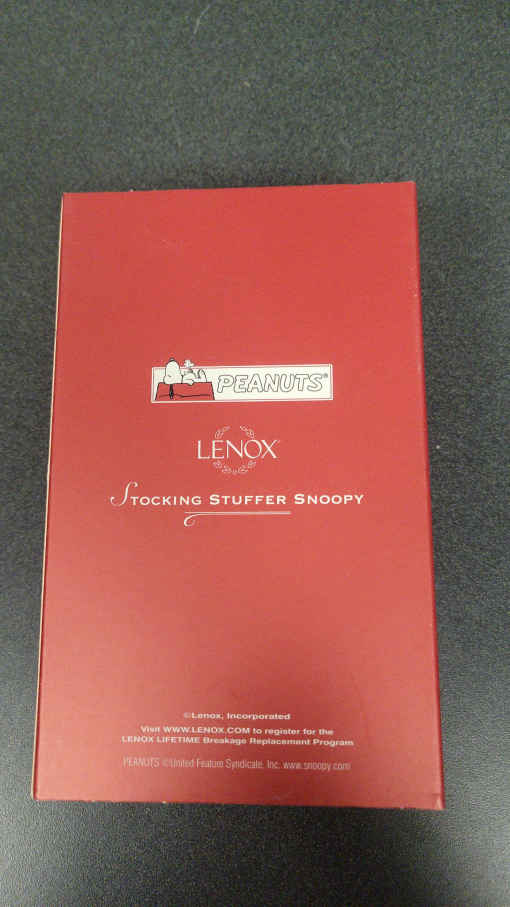 PEANUTS®
LENOX®
STOCKING STUFFER SNOOPY
©Lenox, Incorporated
Visit WWW.LENOX.COM to register for the
LENOX LIFETIME Breakage Replacement Program
PEANUTS ©United Feature Syndicate, Inc. www.snoopy.com